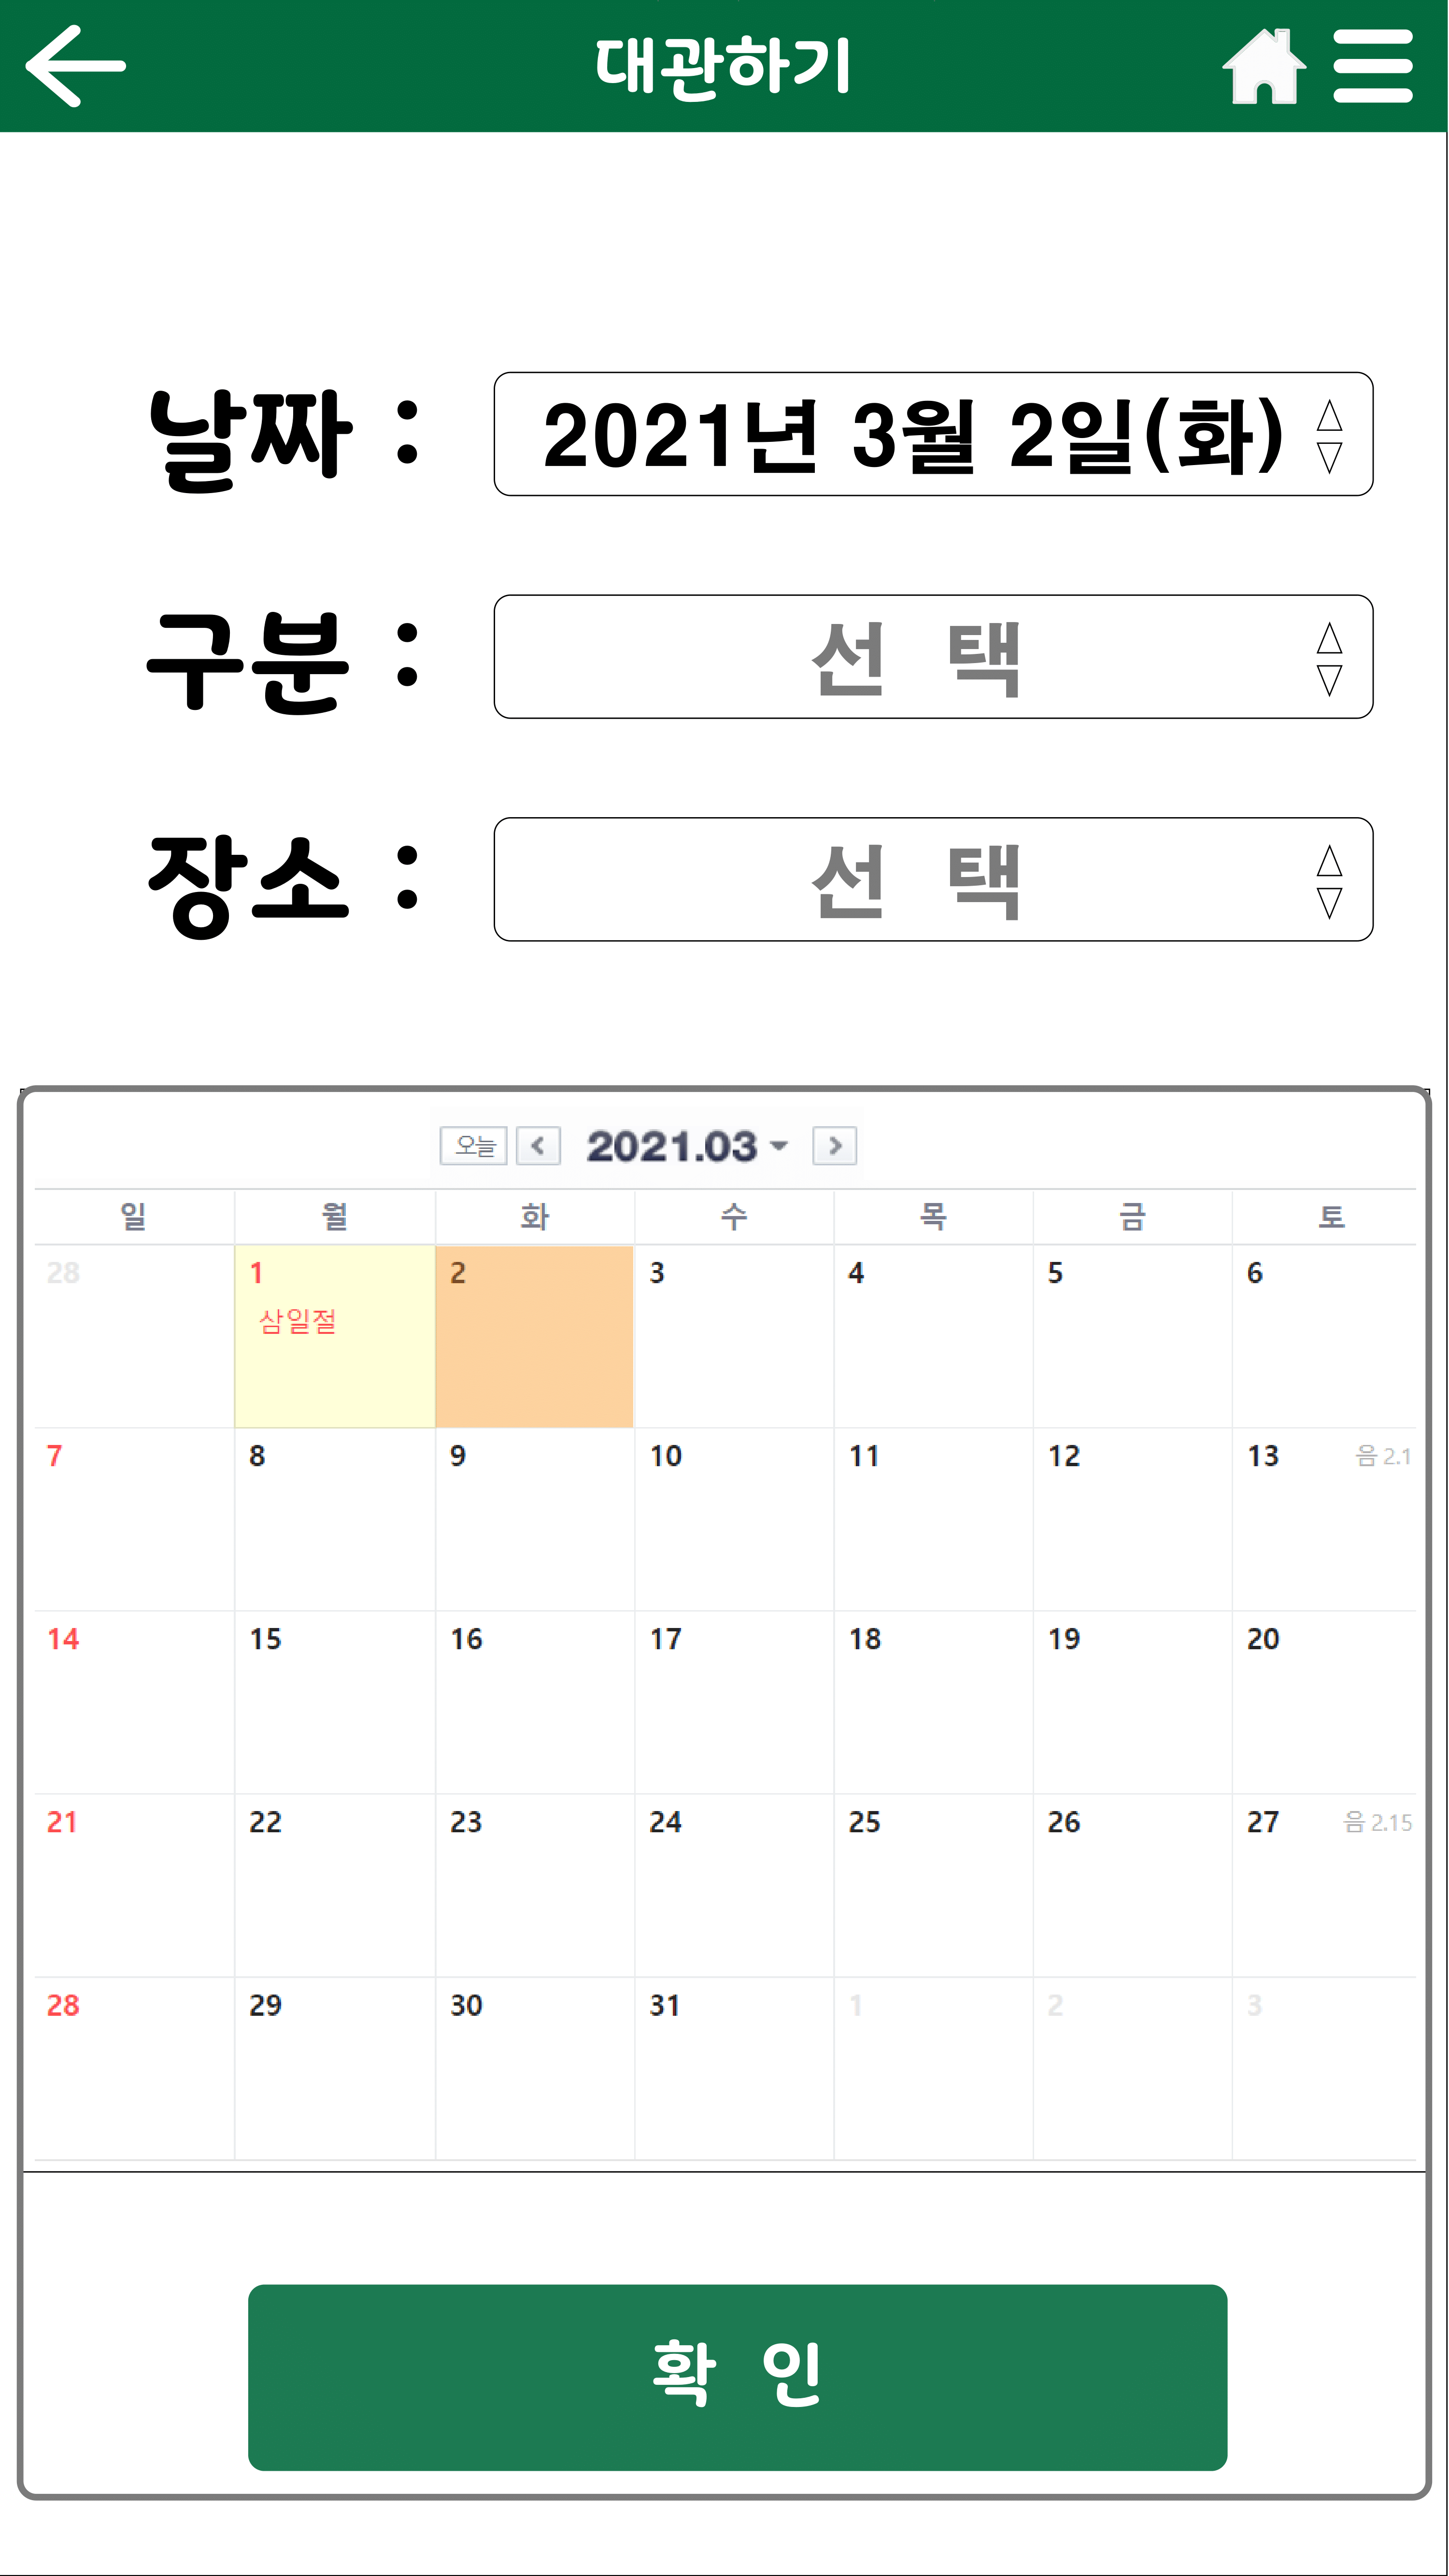 대관하기
날짜 : 2021년 3월 2일(화)
구분 : 선 택
장소 : 선 택
오늘 2021.03
일 월 화 수 목 금 토
28 1 2 3 4 5 6
삼일절
7 8 9 10 11 12 13 음 2.1
14 15 16 17 18 19 20
21 22 23 24 25 26 27 음 2.15
28 29 30 31 1 2 3
확 인